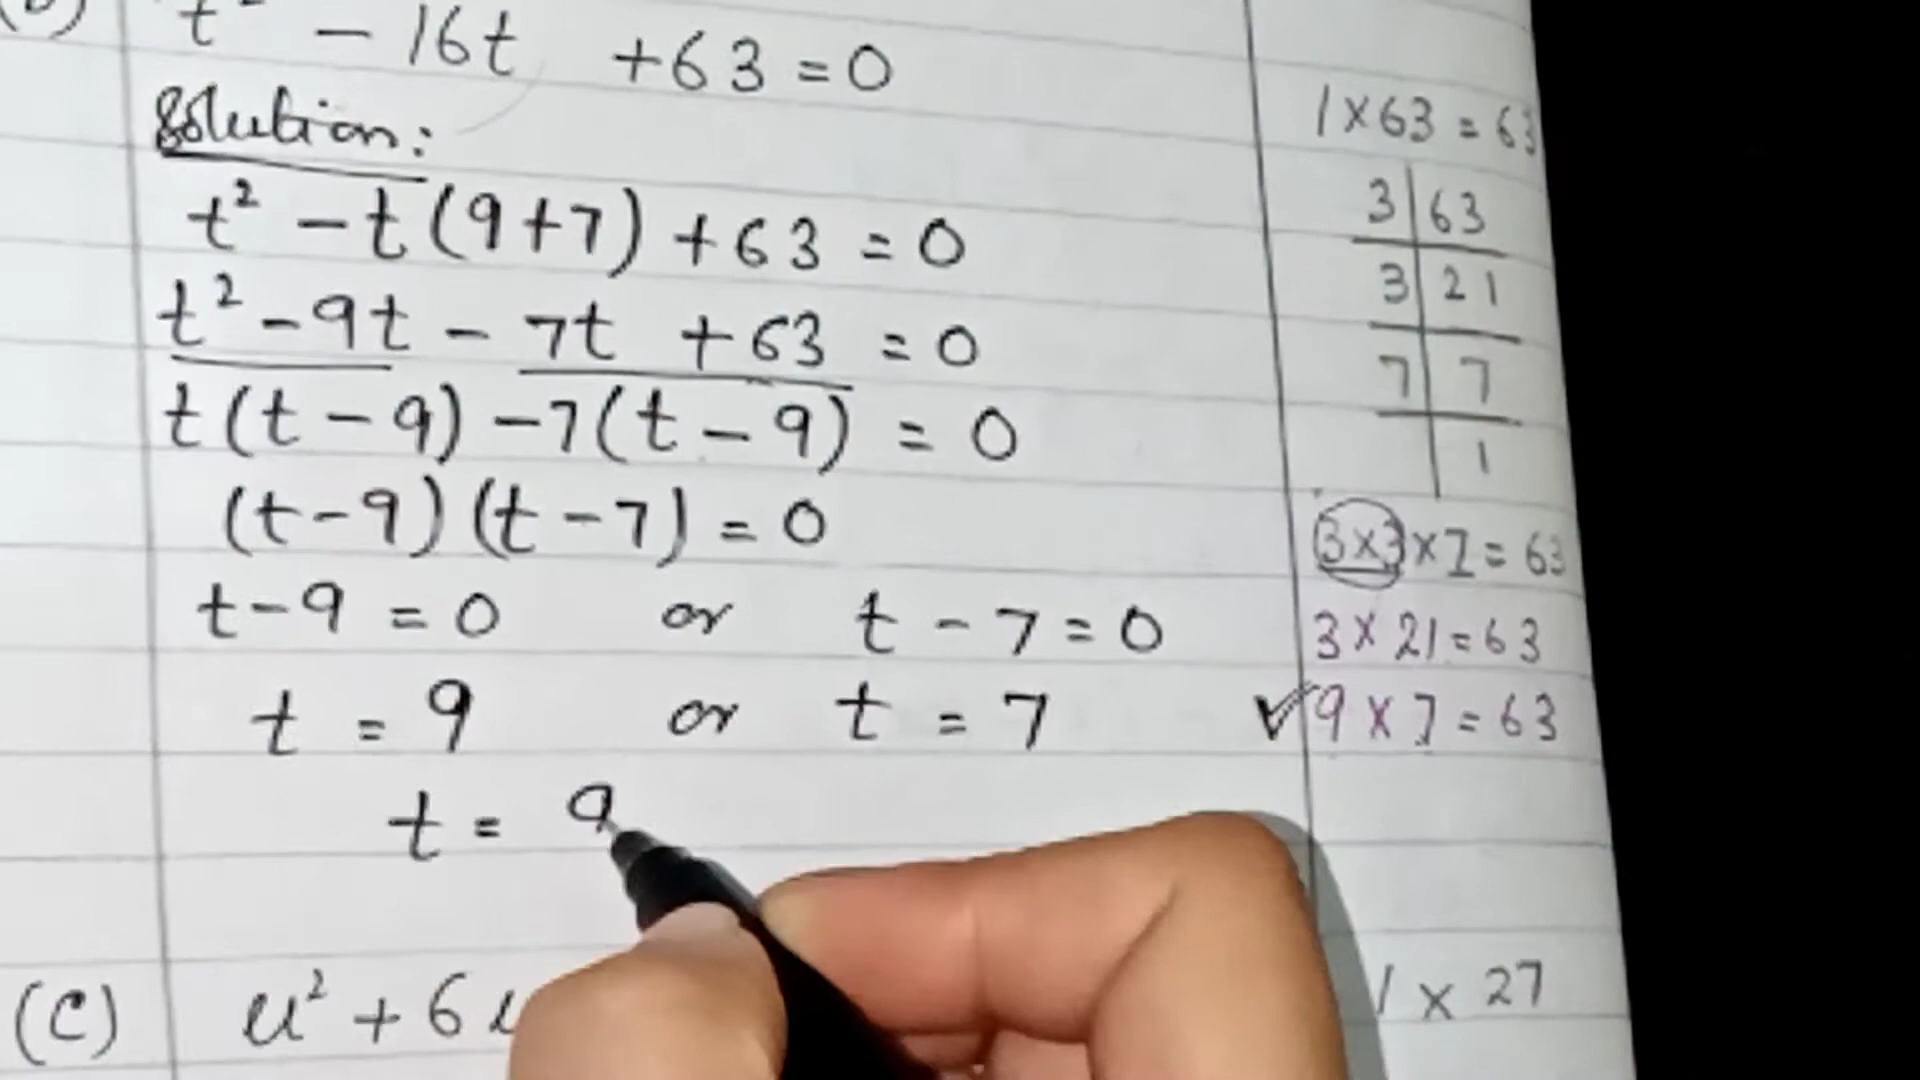 t² - 16t + 63 = 0
Solution:
t² - t(9+7) + 63 = 0
t² - 9t - 7t + 63 = 0
t(t - 9) - 7(t - 9) = 0
(t - 9)(t - 7) = 0
t - 9 = 0 or t - 7 = 0
t = 9 or t = 7
t = 9
(C) u² + 6
1 × 63 = 63
3 | 63
3 | 21
7 | 7
| 1
3×3 × 7 = 63
3 × 21 = 63
✓ 9 × 7 = 63
1 × 27